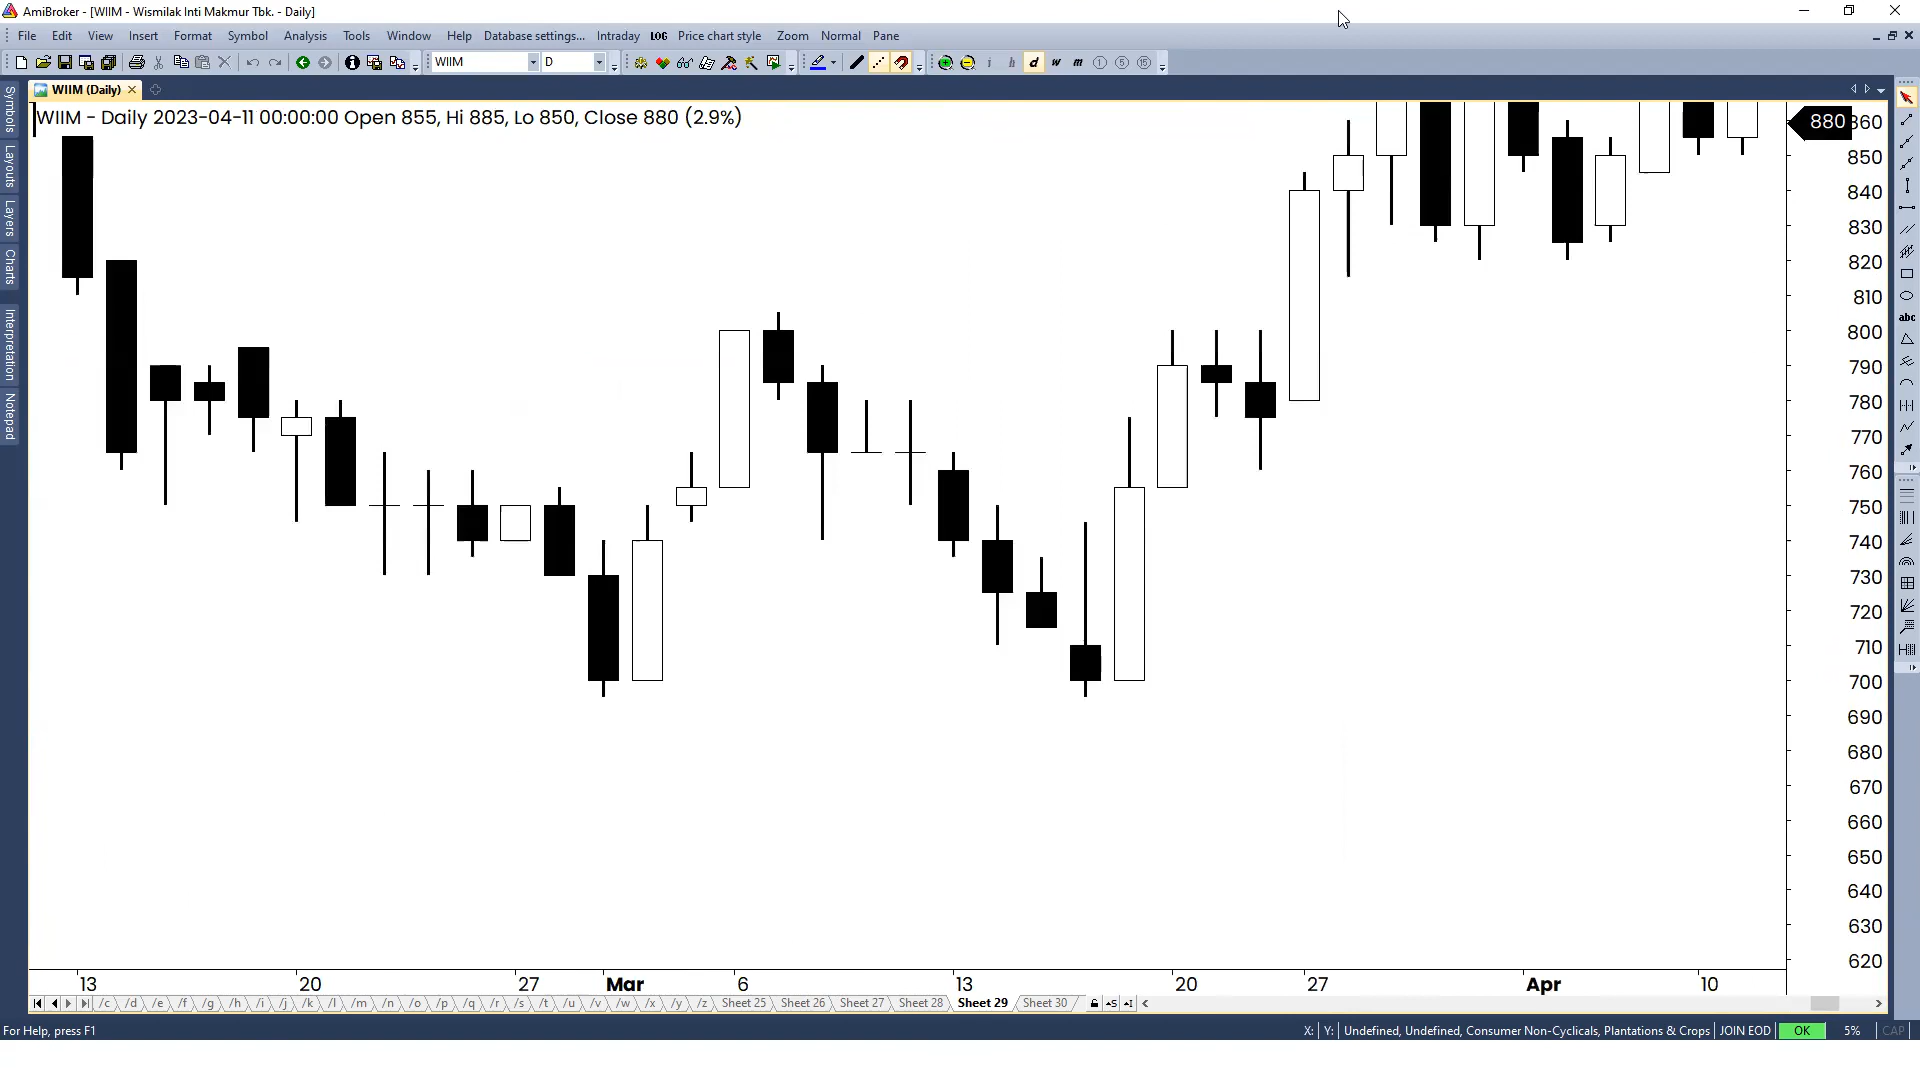 AmiBroker - [WIIM - Wismilak Inti Makmur Tbk. - Daily]
File Edit View Insert Format Symbol Analysis Tools Window Help Database settings... Intraday LOG Price chart style Zoom Normal Pane
WIIM D i h d w m 1 5 15
WIIM (Daily)
WIIM - Daily 2023-04-11 00:00:00 Open 855, Hi 885, Lo 850, Close 880 (2.9%)
Symbols
Layouts
Layers
Charts
Interpretation
Notepad
abc
880
860
850
840
830
820
810
800
790
780
770
760
750
740
730
720
710
700
690
680
670
660
650
640
630
620
13 20 27 Mar 6 13 20 27 Apr 10
/c /d /e /f /g /h /i /j /k /l /m /n /o /p /q /r /s /t /u /v /w /x /y /z Sheet 25 Sheet 26 Sheet 27 Sheet 28 Sheet 29 Sheet 30
For Help, press F1
X: Y: Undefined, Undefined, Consumer Non-Cyclicals, Plantations & Crops JOIN EOD OK 5% CAP